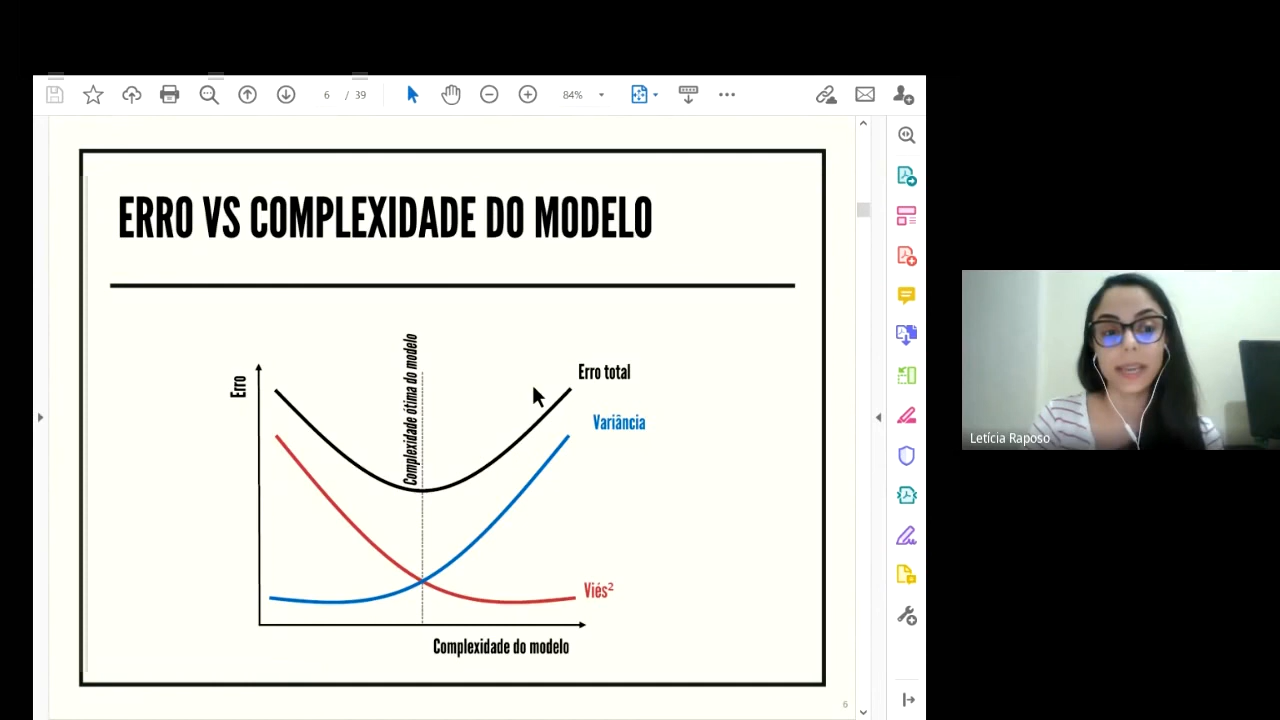 6 / 39
84%
ERRO VS COMPLEXIDADE DO MODELO
Erro
Complexidade ótima do modelo
Erro total
Variância
Viés²
Complexidade do modelo
6
Letícia Raposo